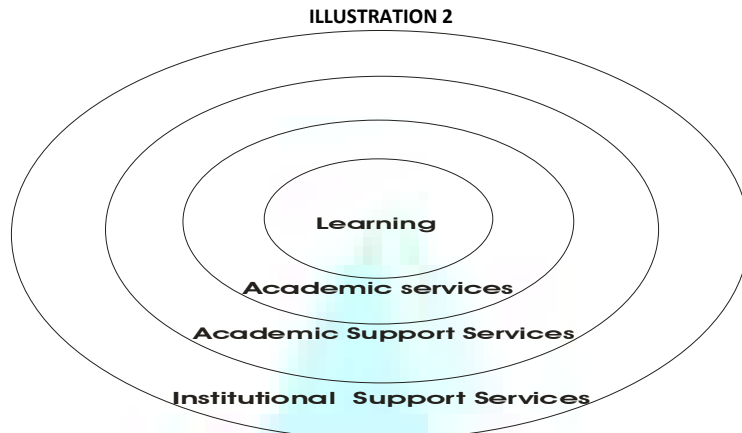 ILLUSTRATION 2
Learning
Academic services
Academic Support Services
Institutional Support Services